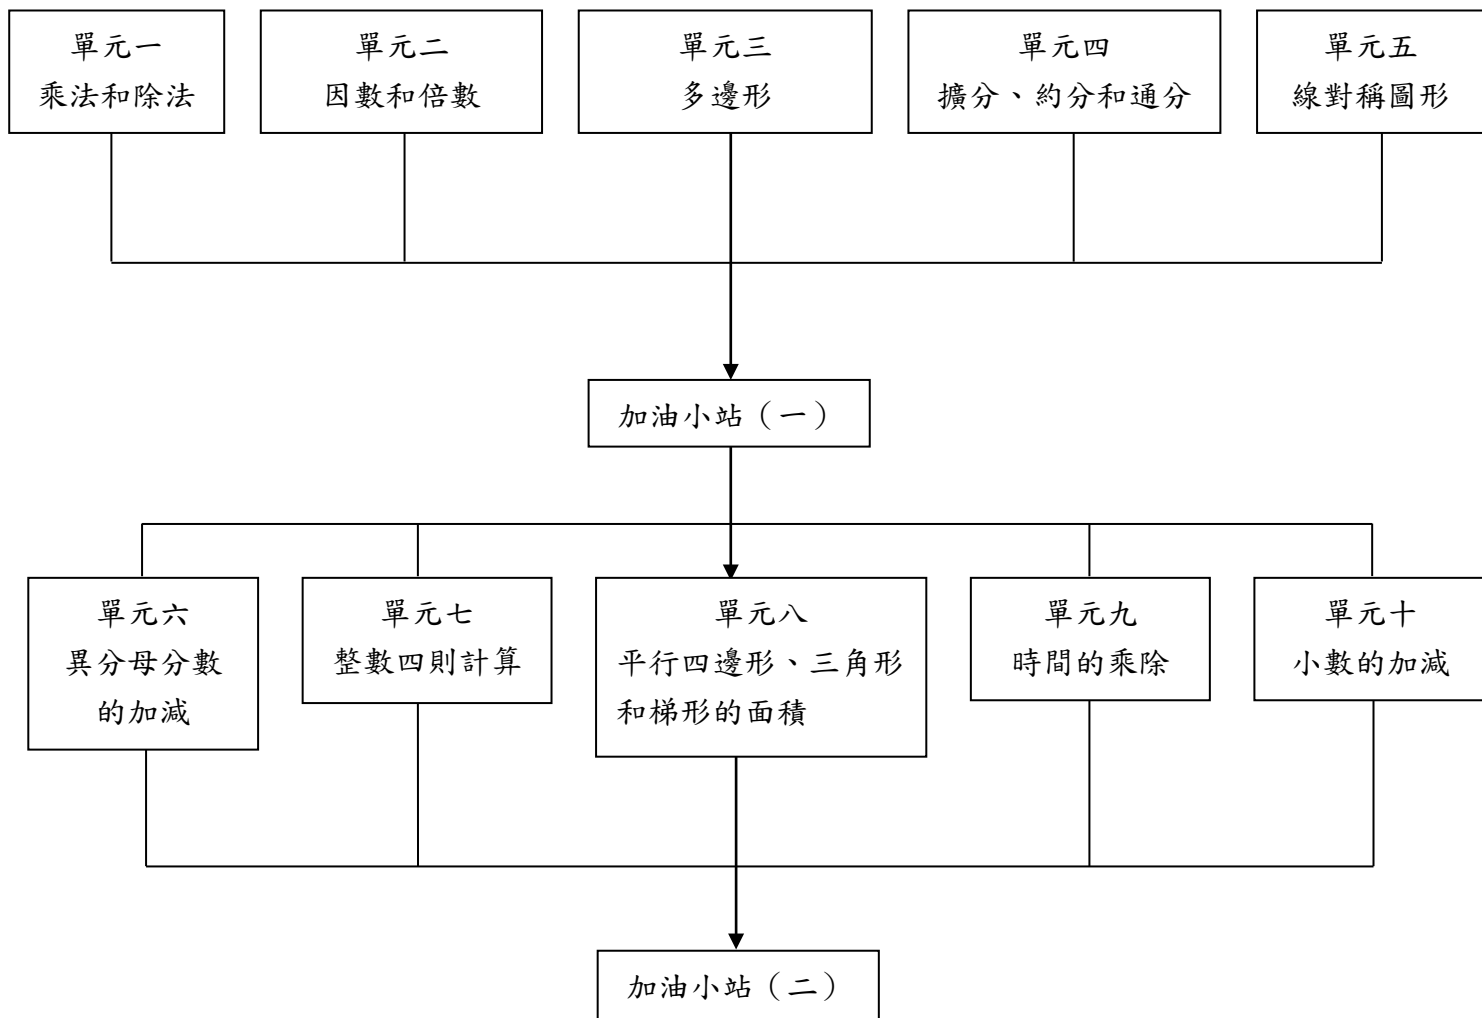 單元一
乘法和除法
單元二
因數和倍數
單元三
多邊形
單元四
擴分、約分和通分
單元五
線對稱圖形
加油小站（一）
單元六
異分母分數
的加減
單元七
整數四則計算
單元八
平行四邊形、三角形
和梯形的面積
單元九
時間的乘除
單元十
小數的加減
加油小站（二）